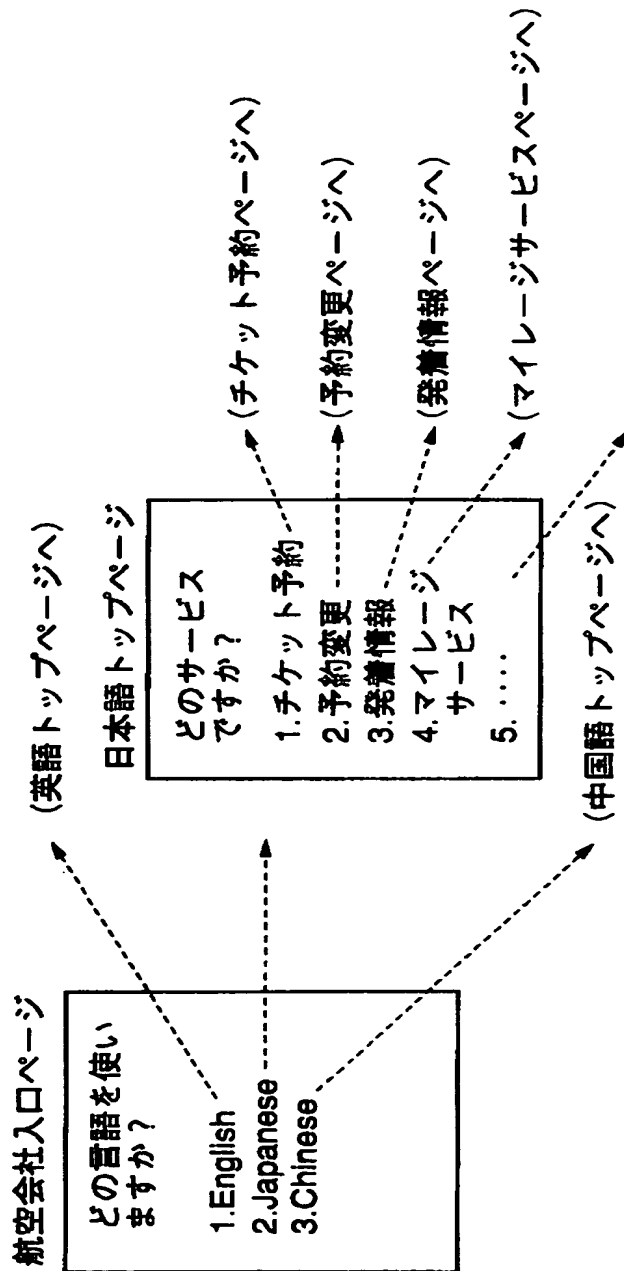 航空会社入口ページ
どの言語を使い
ますか？
1.English
2.Japanese
3.Chinese
(英語トップページへ)
日本語トップページ
どのサービス
ですか？
1.チケット予約
2.予約変更
3.発着情報
4.マイレージ
サービス
5. ‥‥
(中国語トップページへ)
(チケット予約ページへ)
(予約変更ページへ)
(発着情報ページへ)
(マイレージサービスページへ)